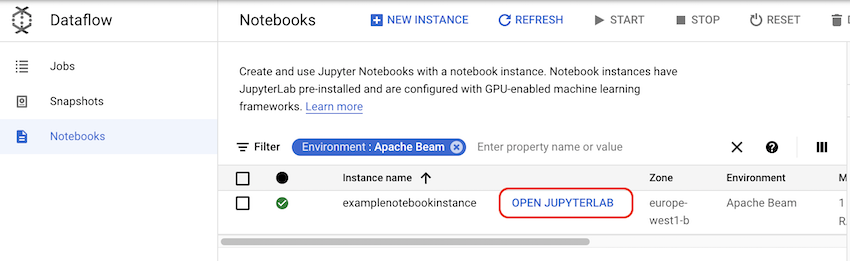 Dataflow
Notebooks
NEW INSTANCE
REFRESH
START
STOP
RESET
D
Jobs
Snapshots
Notebooks
Create and use Jupyter Notebooks with a notebook instance. Notebook instances have
JupyterLab pre-installed and are configured with GPU-enabled machine learning
frameworks. Learn more
Filter
Environment : Apache Beam
Enter property name or value
Instance name
Zone
Environment
M
examplenotebookinstance
OPEN JUPYTERLAB
europe-
west1-b
Apache Beam
1
R